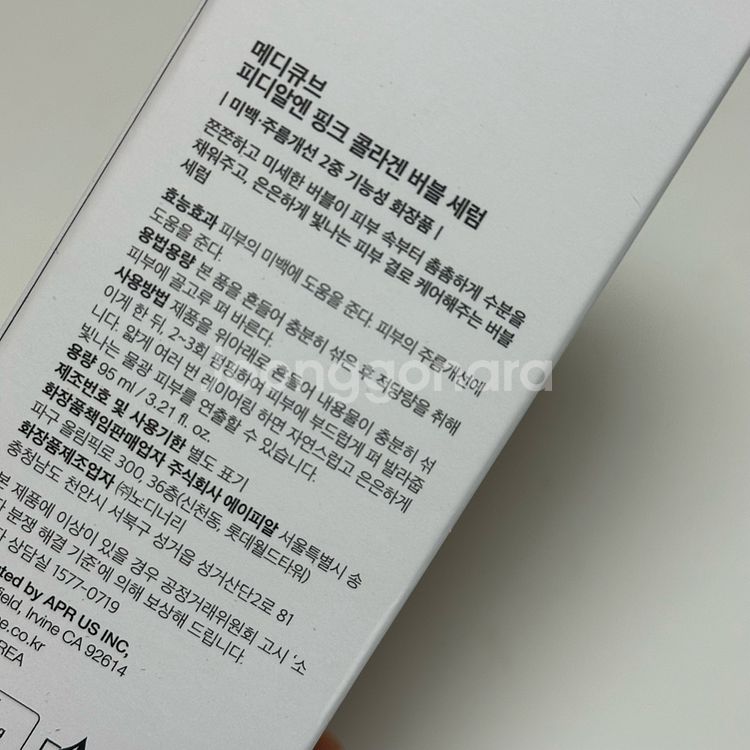 메디큐브
피디알엔 핑크 콜라겐 버블 세럼
| 미백·주름개선 2중 기능성 화장품 |
쫀쫀하고 미세한 버블이 피부 속부터 촘촘하게 수분을
채워주고, 은은하게 빛나는 피부 결로 케어해주는 버블
세럼
효능효과 피부의 미백에 도움을 준다. 피부의 주름개선에
도움을 준다.
용법용량 본 품을 흔들어 충분히 섞은 후 적당량을 취해
피부에 골고루 펴 바른다.
사용방법 제품을 위아래로 흔들어 내용물이 충분히 섞
이게 한 뒤, 2~3회 펌핑하여 피부에 부드럽게 펴 발라줍
니다. 얇게 여러 번 레이어링 하면 자연스럽고 은은하게
빛나는 물광 피부를 연출할 수 있습니다.
용량 95 ml / 3.21 fl. oz.
제조번호 및 사용기한 별도 표기
화장품책임판매업자 주식회사 에이피알 서울특별시 송
파구 올림픽로 300, 36층(신천동, 롯데월드타워)
화장품제조업자 ㈜노디너리
충청남도 천안시 서북구 성거읍 성거산단2로 81
본 제품에 이상이 있을 경우 공정거래위원회 고시 '소
분쟁 해결 기준'에 의해 보상해 드립니다.
상담실 1577-0719
by APR US INC,
Irvine CA 92614
co.kr
joonggonara